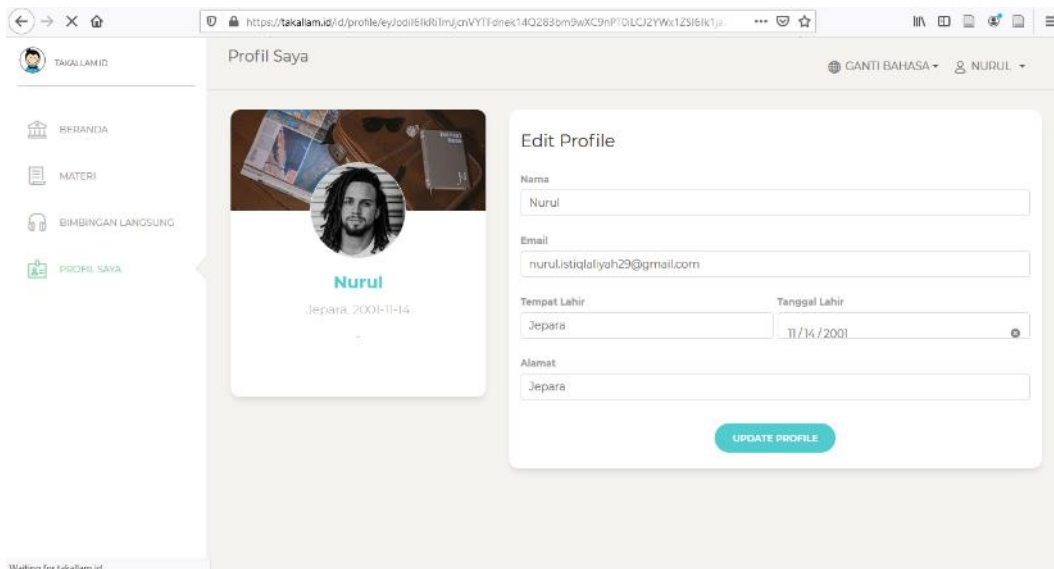 https://takallam.id/id/profile/
TAKALLAM.ID
Profil Saya
GANTI BAHASA
NURUL
BERANDA
MATERI
BIMBINGAN LANGSUNG
PROFIL SAYA
Nurul
Jepara, 2001-11-14
-
Edit Profile
Nama
Nurul
Email
nurul.istiqlaliyah29@gmail.com
Tempat Lahir
Tanggal Lahir
Jepara
11/14/2001
Alamat
Jepara
UPDATE PROFILE
Waiting for takallam.id